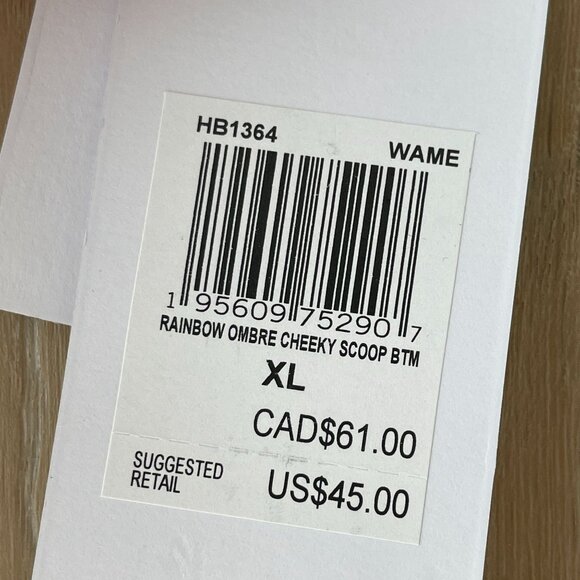 HB1364 WAME
1 95609 75290 7
RAINBOW OMBRE CHEEKY SCOOP BTM
XL
CAD$61.00
SUGGESTED
RETAIL
US$45.00